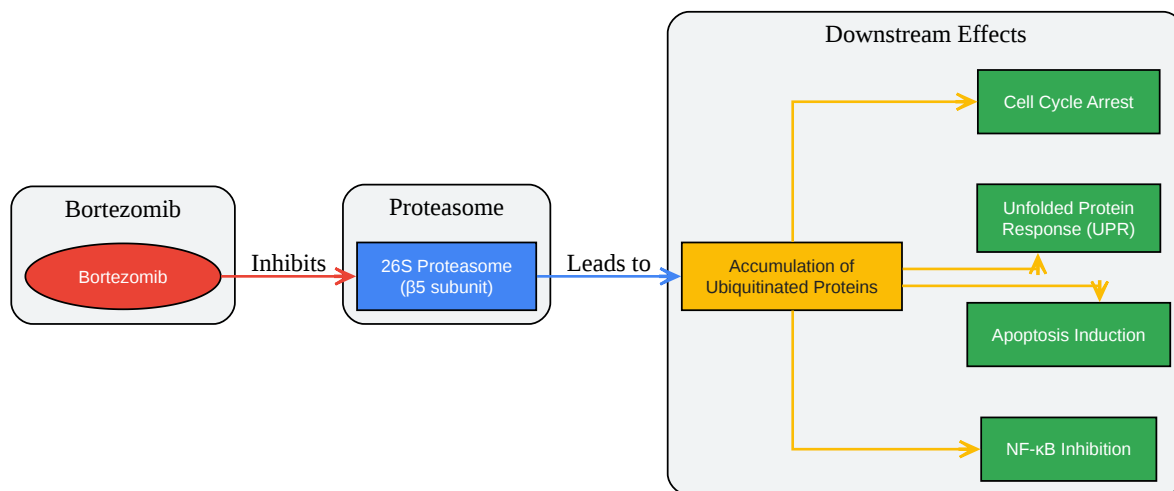 Downstream Effects
Cell Cycle Arrest
Bortezomib
Proteasome
Unfolded Protein
Response (UPR)
Bortezomib
Inhibits
26S Proteasome
(β5 subunit)
Leads to
Accumulation of
Ubiquitinated Proteins
Apoptosis Induction
NF-κB Inhibition